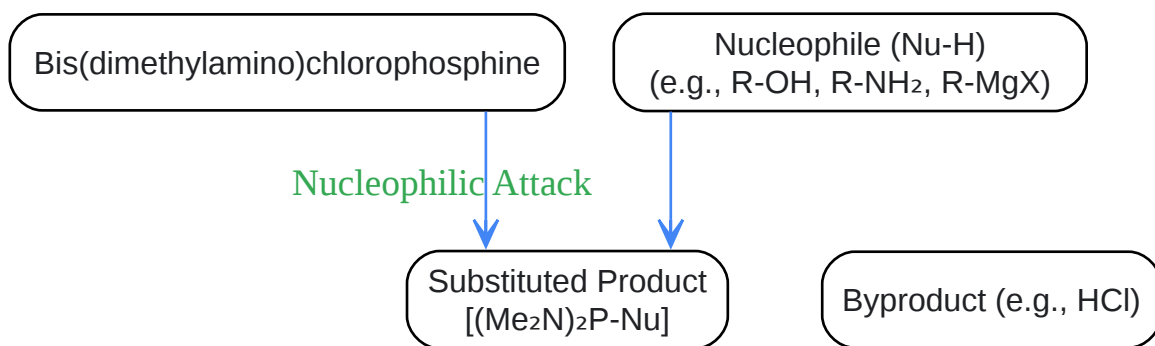 Bis(dimethylamino)chlorophosphine
Nucleophile (Nu-H)
(e.g., R-OH, R-NH₂, R-MgX)
Nucleophilic Attack
Substituted Product
[(Me₂N)₂P-Nu]
Byproduct (e.g., HCl)